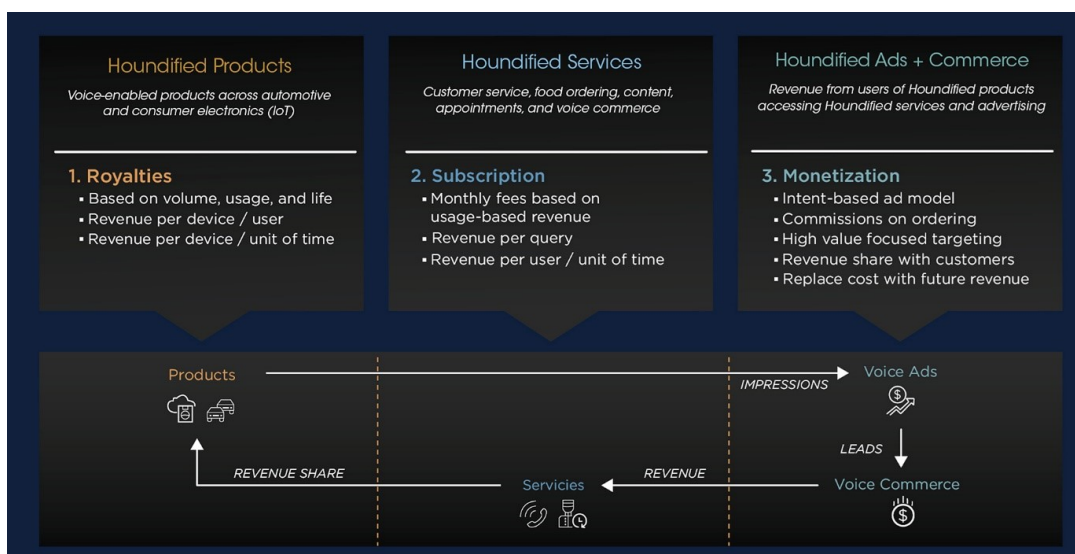 Houndified Products
Voice-enabled products across automotive
and consumer electronics (IoT)
1. Royalties
▪ Based on volume, usage, and life
▪ Revenue per device / user
▪ Revenue per device / unit of time
Houndified Services
Customer service, food ordering, content,
appointments, and voice commerce
2. Subscription
▪ Monthly fees based on
usage-based revenue
▪ Revenue per query
▪ Revenue per user / unit of time
Houndified Ads + Commerce
Revenue from users of Houndified products
accessing Houndified services and advertising
3. Monetization
▪ Intent-based ad model
▪ Commissions on ordering
▪ High value focused targeting
▪ Revenue share with customers
▪ Replace cost with future revenue
Products
IMPRESSIONS
Voice Ads
LEADS
REVENUE SHARE
Servicies
REVENUE
Voice Commerce